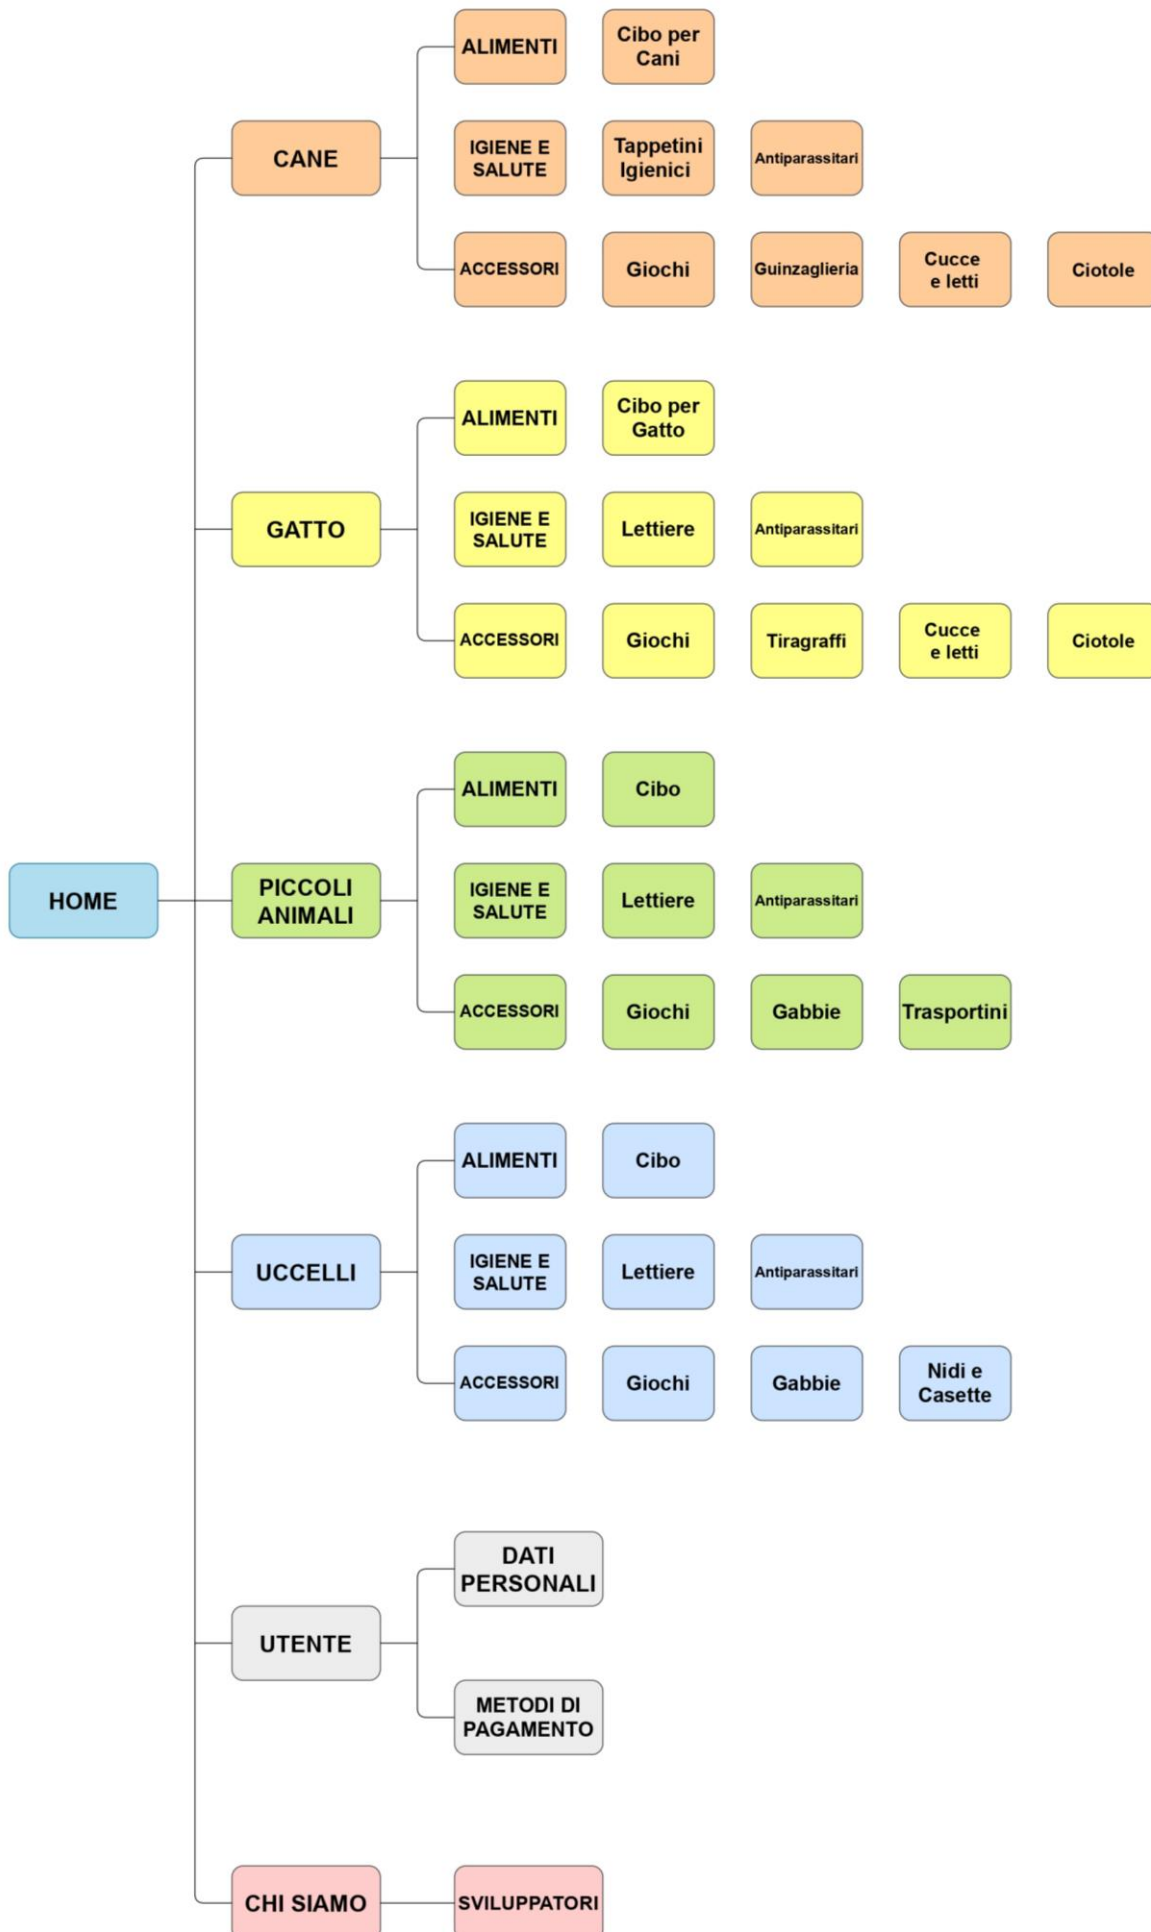 ALIMENTI
Cibo per
Cani
CANE
IGIENE E
SALUTE
Tappetini
Igienici
Antiparassitari
ACCESSORI
Giochi
Guinzaglieria
Cucce
e letti
Ciotole
ALIMENTI
Cibo per
Gatto
GATTO
IGIENE E
SALUTE
Lettiere
Antiparassitari
ACCESSORI
Giochi
Tiragraffi
Cucce
e letti
Ciotole
ALIMENTI
Cibo
HOME
PICCOLI
ANIMALI
IGIENE E
SALUTE
Lettiere
Antiparassitari
ACCESSORI
Giochi
Gabbie
Trasportini
ALIMENTI
Cibo
UCCELLI
IGIENE E
SALUTE
Lettiere
Antiparassitari
ACCESSORI
Giochi
Gabbie
Nidi e
Casette
DATI
PERSONALI
UTENTE
METODI DI
PAGAMENTO
CHI SIAMO
SVILUPPATORI